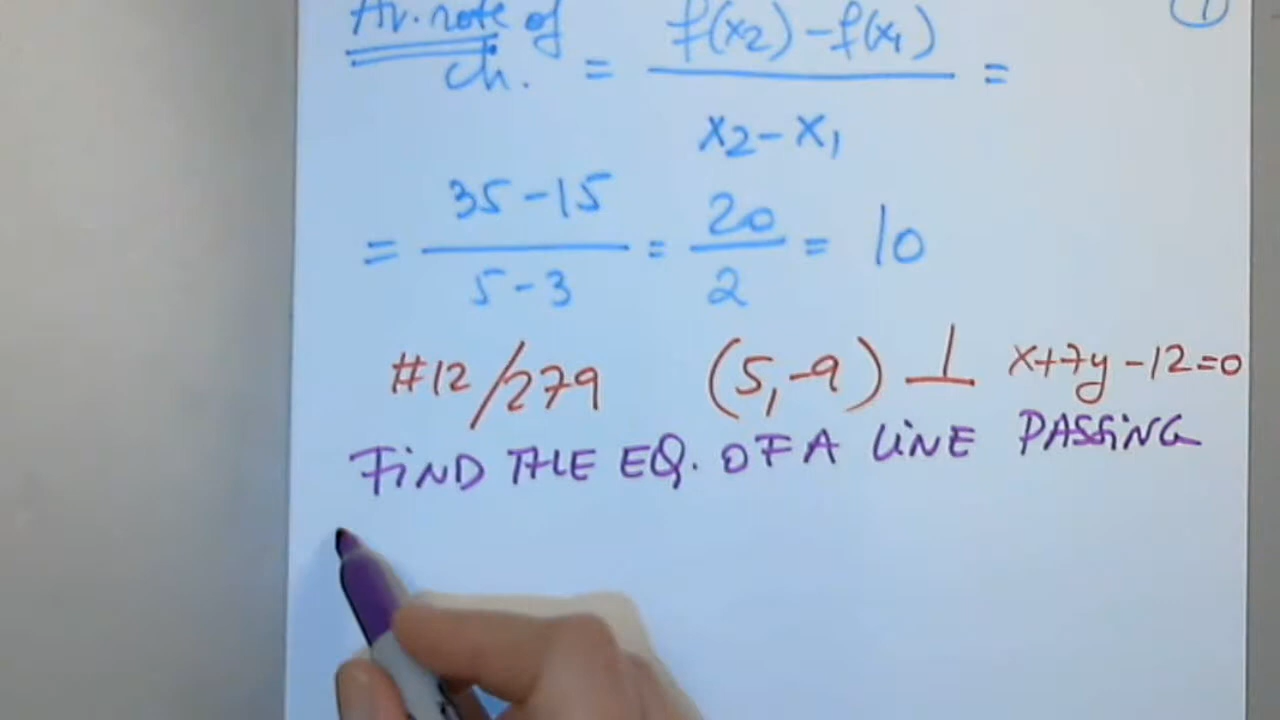 Av. rate of
ch. = f(x2) - f(x1) / x2 - x1 =
= 35 - 15 / 5 - 3 = 20 / 2 = 10
#12/279 (5, -9) ⊥ x+7y-12=0
FIND THE EQ. OF A LINE PASSING